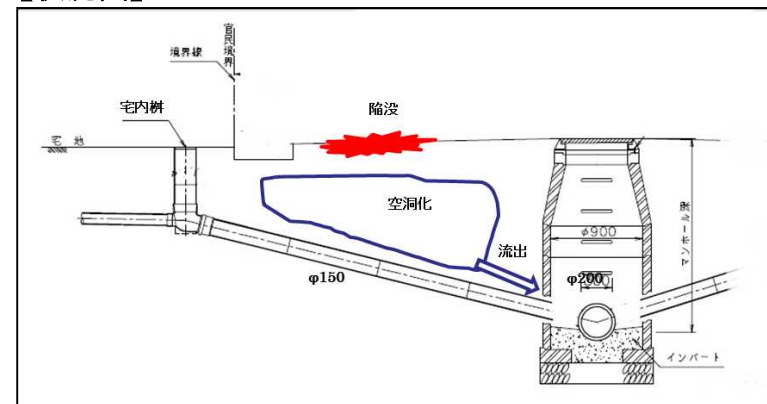 官民境界
境界線
宅内桝
陥没
宅 地
空洞化
流出
φ900
マンホール深
φ150
φ200
インバート